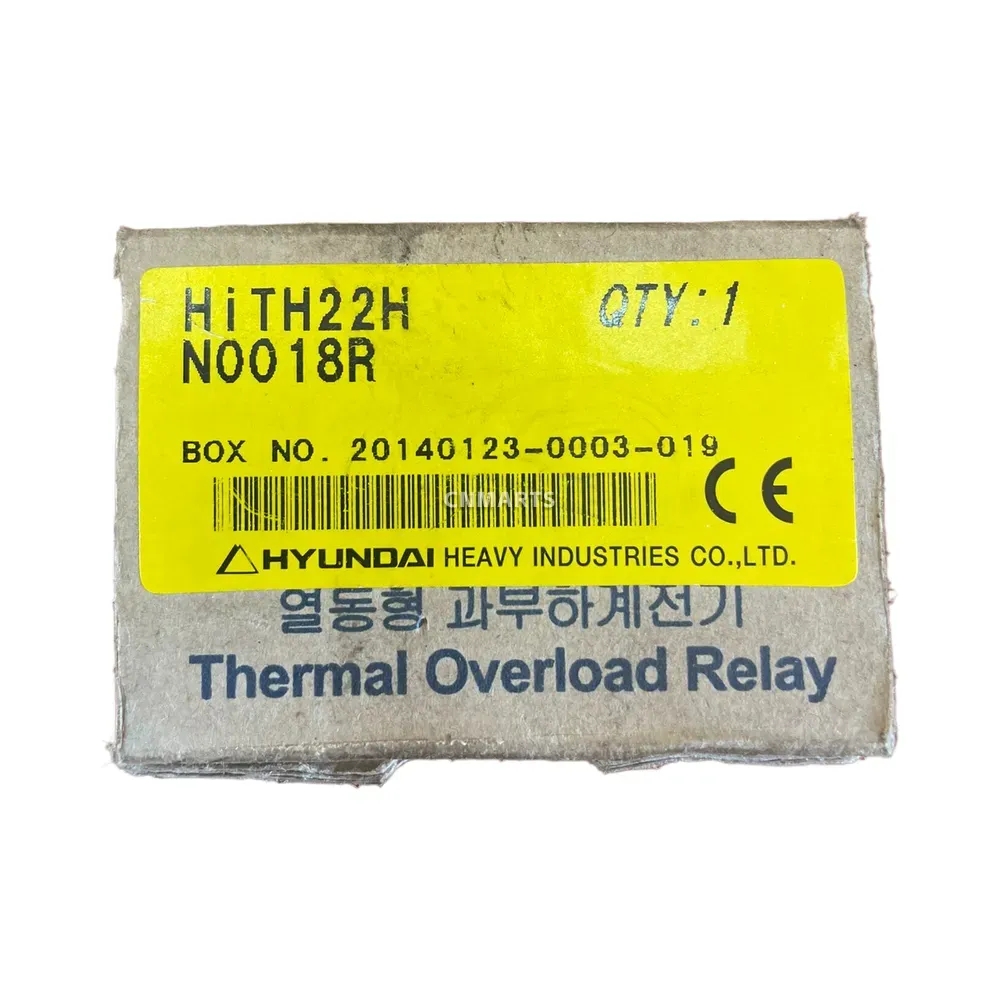 HiTH22H QTY:1
N0018R
BOX NO. 20140123-0003-019
CNMARTS
HYUNDAI HEAVY INDUSTRIES CO.,LTD.
열동형 과부하계전기
Thermal Overload Relay